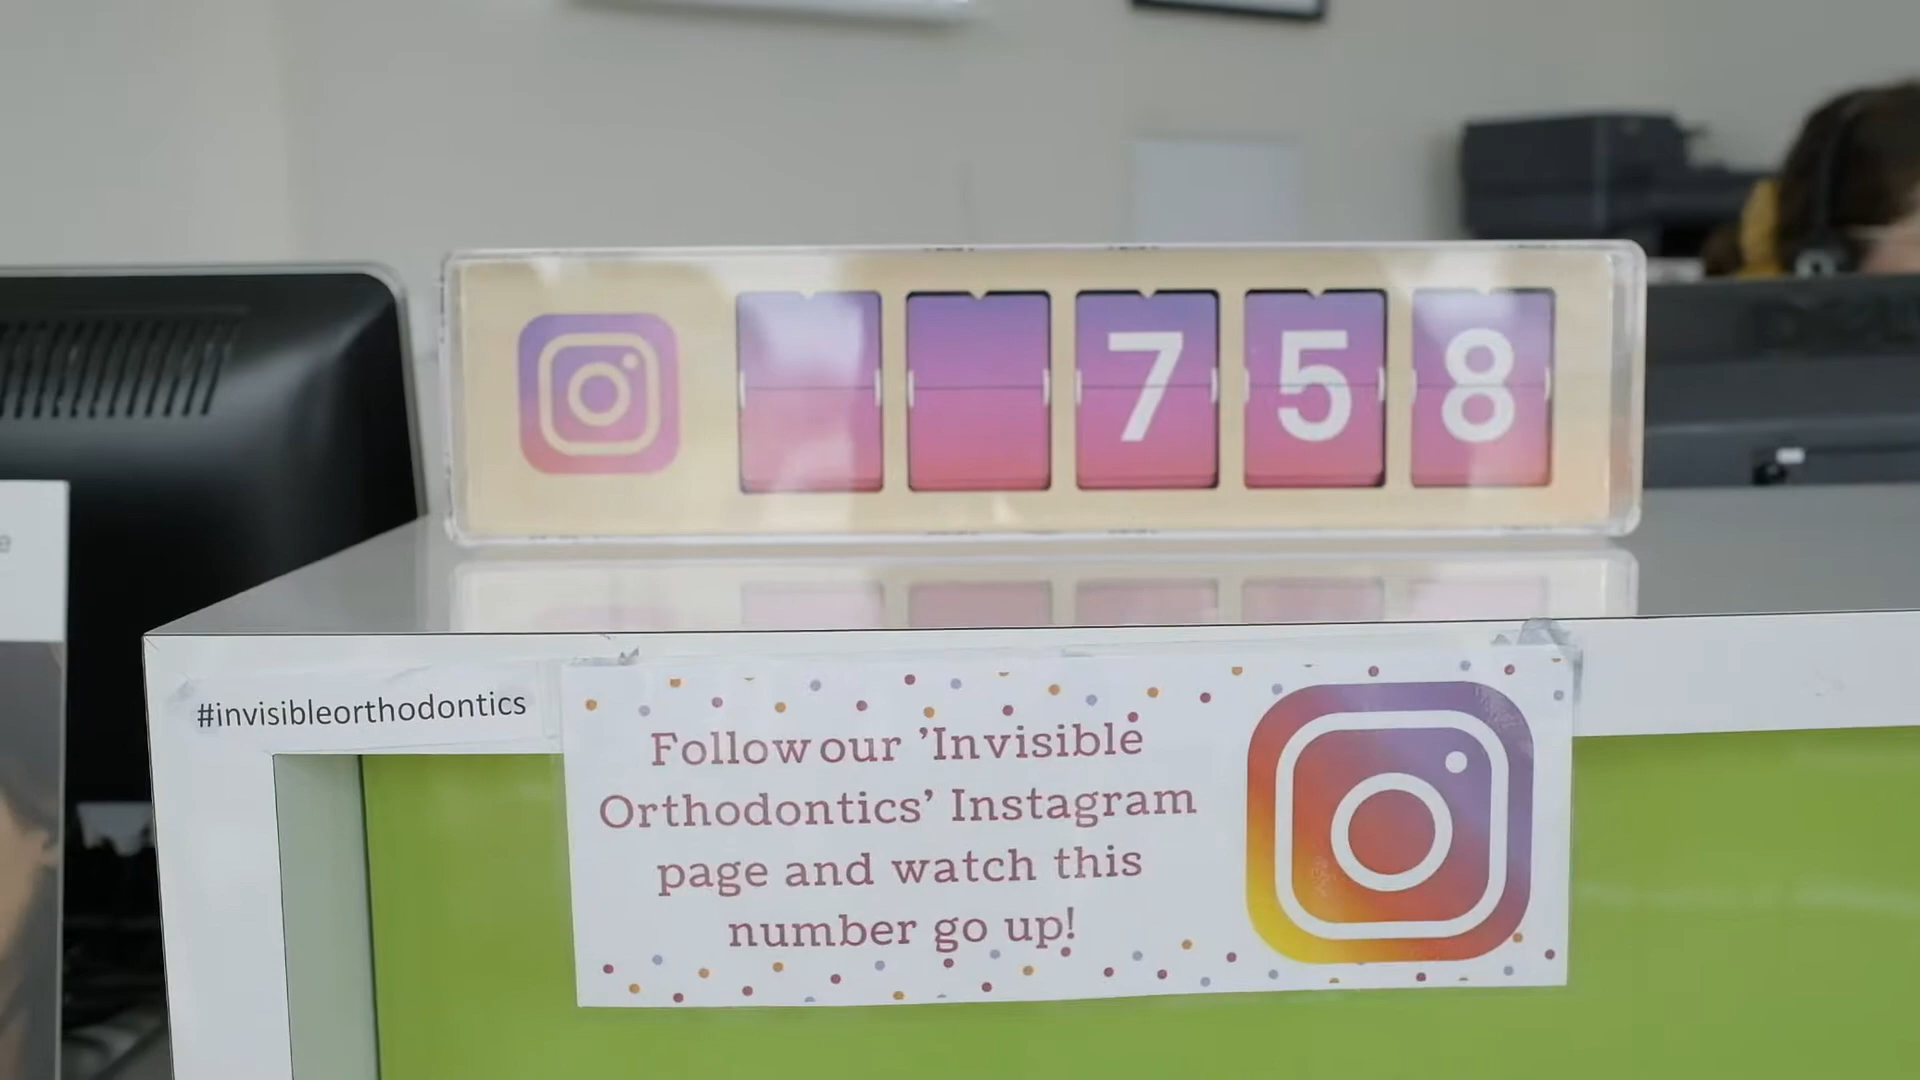 758
#invisibleorthodontics
Follow our 'Invisible
Orthodontics' Instagram
page and watch this
number go up!